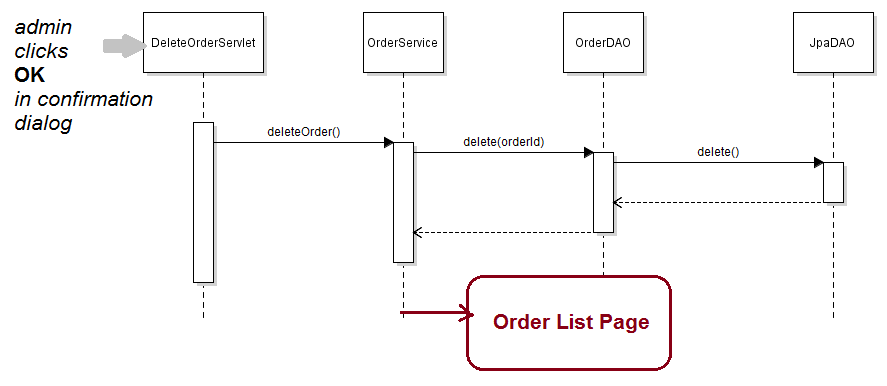 admin
clicks
OK
in confirmation
dialog
DeleteOrderServlet
OrderService
OrderDAO
JpaDAO
deleteOrder()
delete(orderId)
delete()
Order List Page